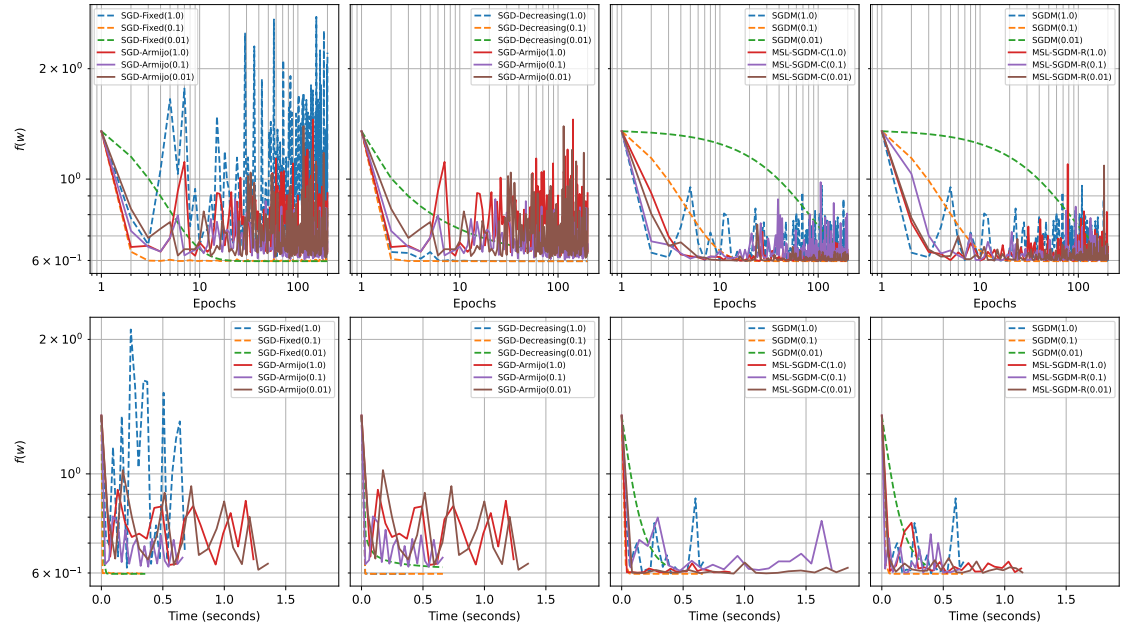 SGD-Fixed(1.0)
SGD-Fixed(0.1)
SGD-Fixed(0.01)
SGD-Armijo(1.0)
SGD-Armijo(0.1)
SGD-Armijo(0.01)
2 × 10⁰
10⁰
6 × 10⁻¹
f(w)
1
10
100
Epochs
SGD-Decreasing(1.0)
SGD-Decreasing(0.1)
SGD-Decreasing(0.01)
SGD-Armijo(1.0)
SGD-Armijo(0.1)
SGD-Armijo(0.01)
1
10
100
Epochs
SGDM(1.0)
SGDM(0.1)
SGDM(0.01)
MSL-SGDM-C(1.0)
MSL-SGDM-C(0.1)
MSL-SGDM-C(0.01)
1
10
100
Epochs
SGDM(1.0)
SGDM(0.1)
SGDM(0.01)
MSL-SGDM-R(1.0)
MSL-SGDM-R(0.1)
MSL-SGDM-R(0.01)
1
10
100
Epochs
SGD-Fixed(1.0)
SGD-Fixed(0.1)
SGD-Fixed(0.01)
SGD-Armijo(1.0)
SGD-Armijo(0.1)
SGD-Armijo(0.01)
2 × 10⁰
10⁰
6 × 10⁻¹
f(w)
0.0
0.5
1.0
1.5
Time (seconds)
SGD-Decreasing(1.0)
SGD-Decreasing(0.1)
SGD-Decreasing(0.01)
SGD-Armijo(1.0)
SGD-Armijo(0.1)
SGD-Armijo(0.01)
0.0
0.5
1.0
1.5
Time (seconds)
SGDM(1.0)
SGDM(0.1)
SGDM(0.01)
MSL-SGDM-C(1.0)
MSL-SGDM-C(0.1)
MSL-SGDM-C(0.01)
0.0
0.5
1.0
1.5
Time (seconds)
SGDM(1.0)
SGDM(0.1)
SGDM(0.01)
MSL-SGDM-R(1.0)
MSL-SGDM-R(0.1)
MSL-SGDM-R(0.01)
0.0
0.5
1.0
1.5
Time (seconds)